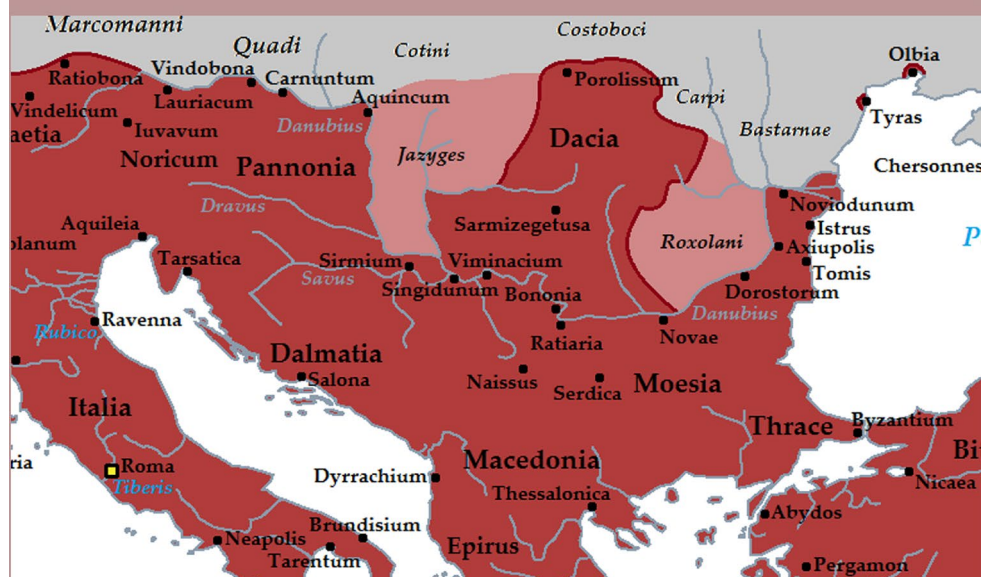 Marcomanni
Quadi
Cotini
Costoboci
Olbia
Ratiobona
Vindobona
Carnuntum
Porolissum
Carpi
Vindelicum
Lauriacum
Aquincum
Tyras
aetia
Iuvavum
Danubius
Dacia
Bastarnae
Noricum
Pannonia
Jazyges
Chersonnes
Dravus
Noviodunum
Aquileia
Sarmizegetusa
Istrus
olanum
Roxolani
Axiupolis
P
Tarsatica
Sirmium
Viminacium
Tomis
Savus
Singidunum
Bononia
Dorostorum
Danubius
Rubico
Ravenna
Ratiaria
Novae
Dalmatia
Salona
Naissus
Serdica
Moesia
Italia
Thrace
Byzantium
ria
Roma
Dyrrachium
Macedonia
Bi
Tiberis
Thessalonica
Nicaea
Abydos
Neapolis
Brundisium
Tarentum
Epirus
Pergamon